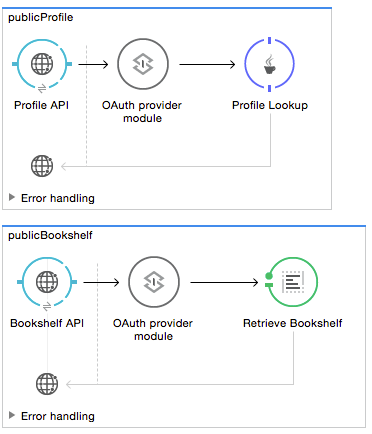 publicProfile
Profile API
OAuth provider
module
Profile Lookup
Error handling
publicBookshelf
Bookshelf API
OAuth provider
module
Retrieve Bookshelf
Error handling